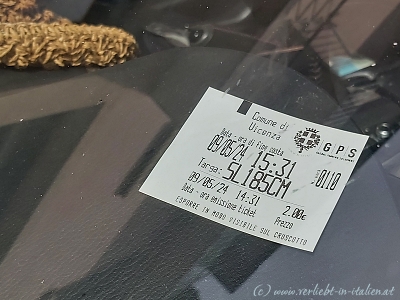 Comune di
Vicenza
GPS
Data - ora di fine sosta
09/05/24 15:31
Targa: SL185CM
0110
09/05/24 14:31
Data - ora emissione ticket
2.00€
Prezzo
ESPORRE IN MODO VISIBILE SUL CRUSCOTTO
(c) www.verliebt-in-italien.at